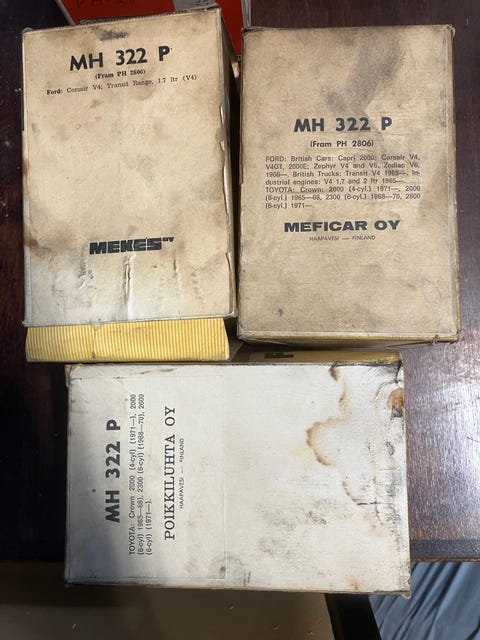 MH 322 P
(Fram PH 2806)
Ford: Corsair V4; Transit Range, 1.7 ltr (V4)
MEKES OY
MH 322 P
(Fram PH 2806)
FORD: British Cars: Capri 2000; Corsair V4,
V4GT, 2000E; Zephyr V4 and V6, Zodiac V6,
1966—. British Trucks: Transit V4 1965—. In-
dustrial engines: V4 1,7 and 2 ltr 1965—.
TOYOTA: Crown: 2000 (4-cyl.) 1971—, 2000
(6-cyl.) 1965—68, 2300 (6-cyl.) 1968—70, 2600
(6-cyl.) 1971—.
MEFICAR OY
HAAPAVESI — FINLAND
MH 322 P
TOYOTA: Crown 2000 (4-cyl) (1971—), 2000
(6-cyl) 1965—68), 2300 (6-cyl) (1968—70), 2600
(6-cyl) (1971—).
POIKKILUHTA OY
HAAPAVESI — FINLAND